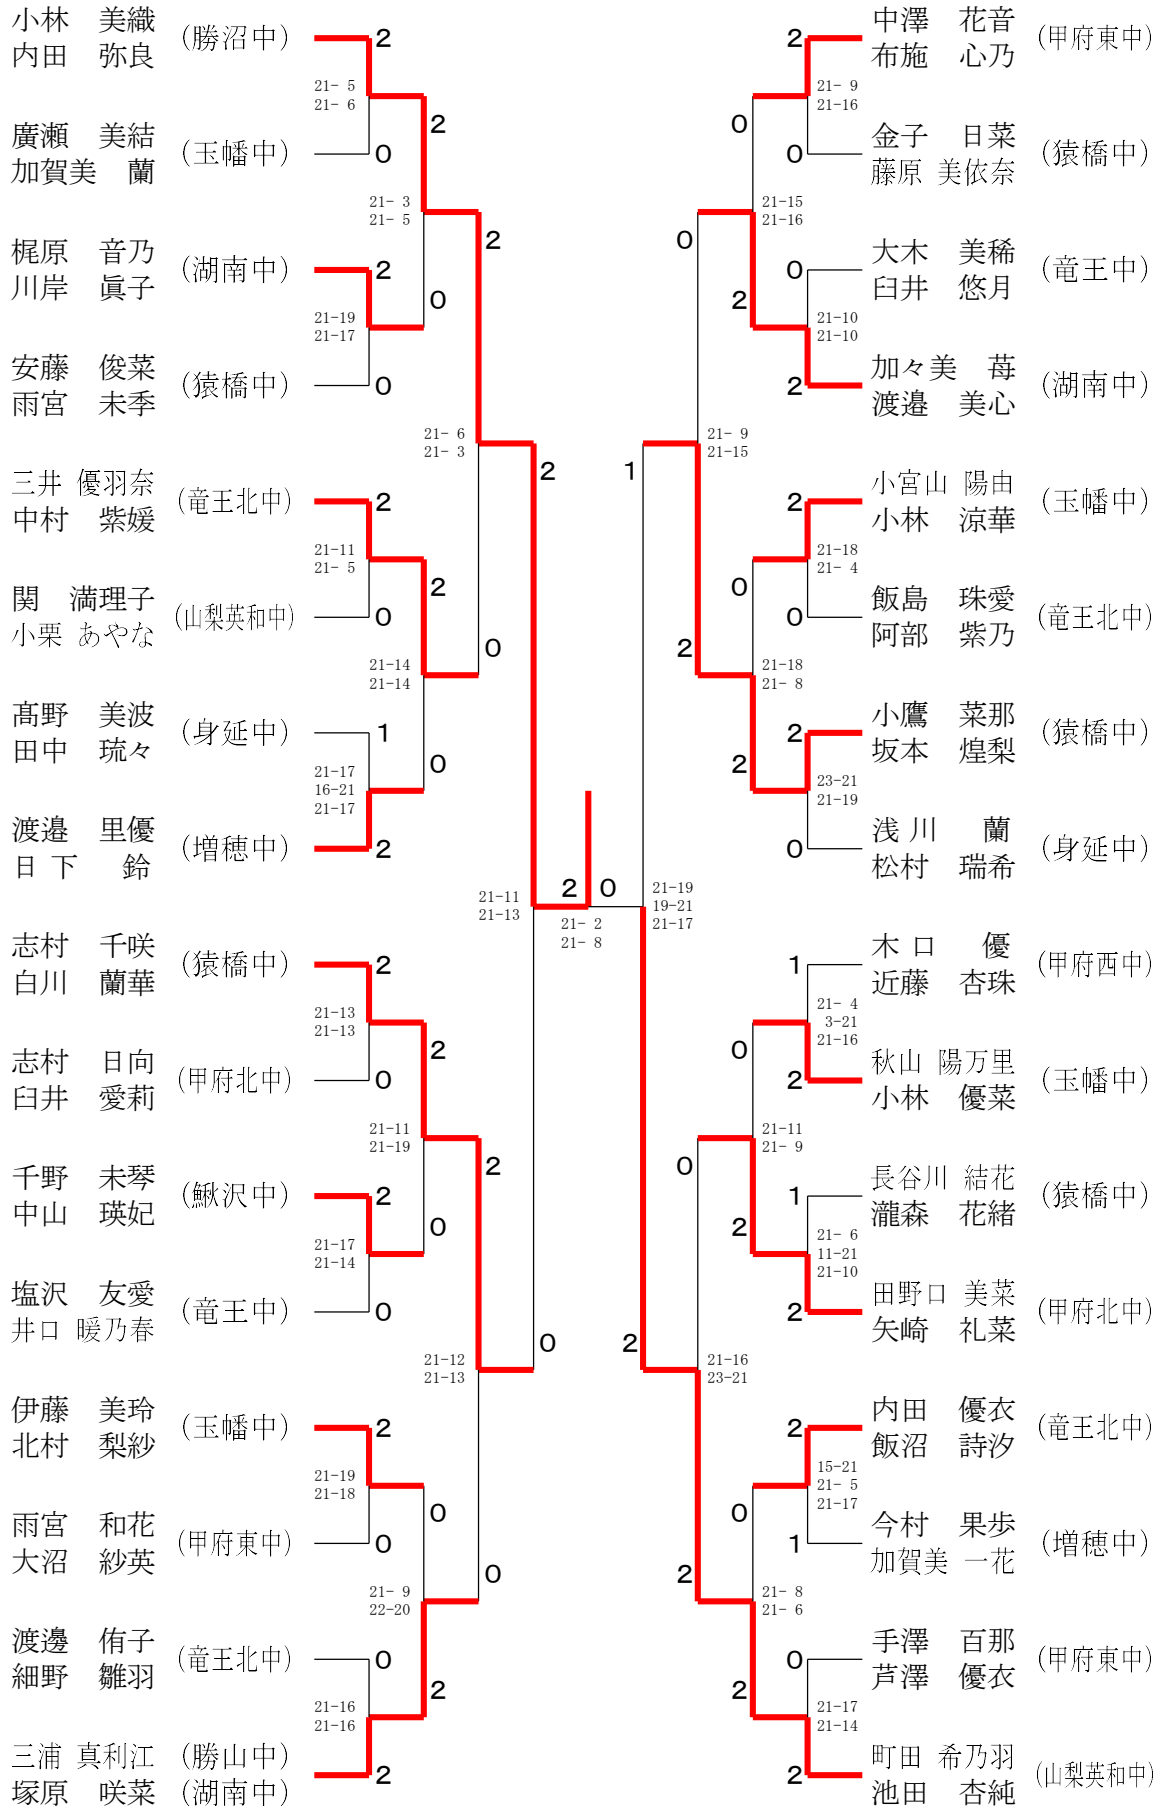 小林　美織
内田　弥良
(勝沼中)
2
21- 5
21- 6
廣瀬　美結
加賀美　蘭
(玉幡中)
0
2
21- 3
21- 5
梶原　音乃
川岸　眞子
(湖南中)
2
21-19
21-17
0
安藤　俊菜
雨宮　未季
(猿橋中)
0
2
21- 6
21- 3
三井 優羽奈
中村　紫媛
(竜王北中)
2
21-11
21- 5
関　満理子
小栗 あやな
(山梨英和中)
0
2
21-14
21-14
0
髙野　美波
田中　琉々
(身延中)
1
21-17
16-21
21-17
0
渡邉　里優
日 下　鈴
(増穂中)
2
2
21-11
21-13
志村　千咲
白川　蘭華
(猿橋中)
2
21-13
21-13
志村　日向
臼井　愛莉
(甲府北中)
0
2
21-11
21-19
千野　未琴
中山　瑛妃
(鰍沢中)
2
21-17
21-14
0
塩沢　友愛
井口 暖乃春
(竜王中)
0
2
21-12
21-13
0
伊藤　美玲
北村　梨紗
(玉幡中)
2
21-19
21-18
雨宮　和花
大沼　紗英
(甲府東中)
0
0
21- 9
22-20
0
渡邊　侑子
細野　雛羽
(竜王北中)
0
21-16
21-16
2
三浦 真利江
塚原　咲菜
(勝山中)
(湖南中)
2
2 0
21- 2
21- 8
中澤　花音
布施　心乃
(甲府東中)
2
21- 9
21-16
金子　日菜
藤原 美依奈
(猿橋中)
0
0
21-15
21-16
大木　美稀
臼井　悠月
(竜王中)
0
21-10
21-10
2
加々美　苺
渡邉　美心
(湖南中)
2
0
21- 9
21-15
小宮山 陽由
小林　涼華
(玉幡中)
2
21-18
21- 4
飯島　珠愛
阿部　紫乃
(竜王北中)
0
0
21-18
21- 8
2
小鷹　菜那
坂本　煌梨
(猿橋中)
2
23-21
21-19
2
浅 川　蘭
松村　瑞希
(身延中)
0
1
21-19
19-21
21-17
木 口　優
近藤　杏珠
(甲府西中)
1
21- 4
3-21
21-16
秋山 陽万里
小林　優菜
(玉幡中)
2
0
21-11
21- 9
長谷川 結花
瀧森　花緒
(猿橋中)
1
21- 6
11-21
21-10
2
田野口 美菜
矢崎　礼菜
(甲府北中)
2
0
21-16
23-21
2
内田　優衣
飯沼　詩汐
(竜王北中)
2
15-21
21- 5
21-17
今村　果歩
加賀美 一花
(増穂中)
1
0
21- 8
21- 6
2
手澤　百那
芦澤　優衣
(甲府東中)
0
21-17
21-14
2
町田 希乃羽
池田　杏純
(山梨英和中)
2